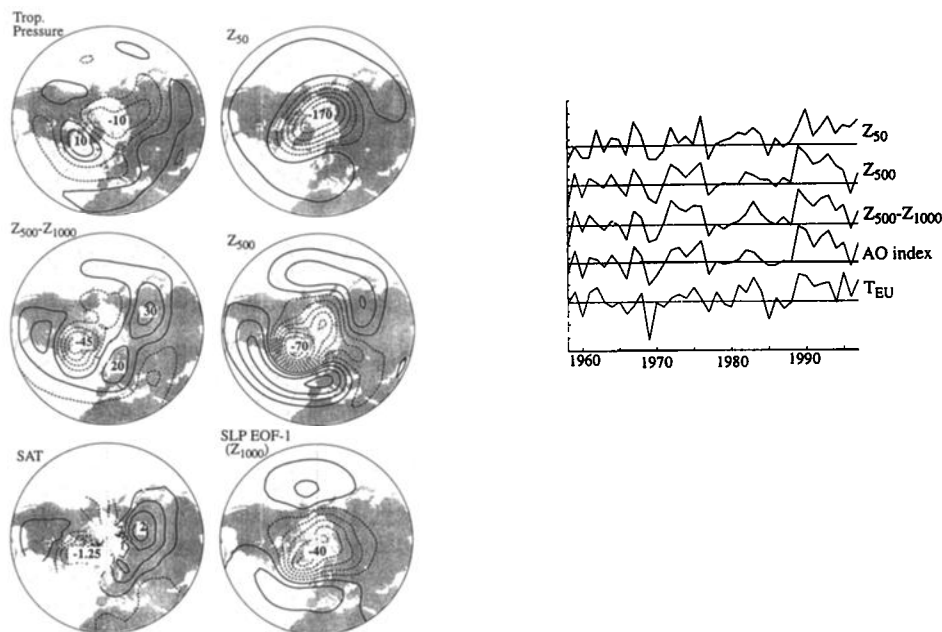 Trop.
Pressure
Z50
-10
10
-170
Z500-Z1000
Z500
30
-45
20
-70
SAT
SLP EOF-1
(Z1000)
2
-1.25
-40
Z50
Z500
Z500-Z1000
AO index
TEU
1960 1970 1980 1990